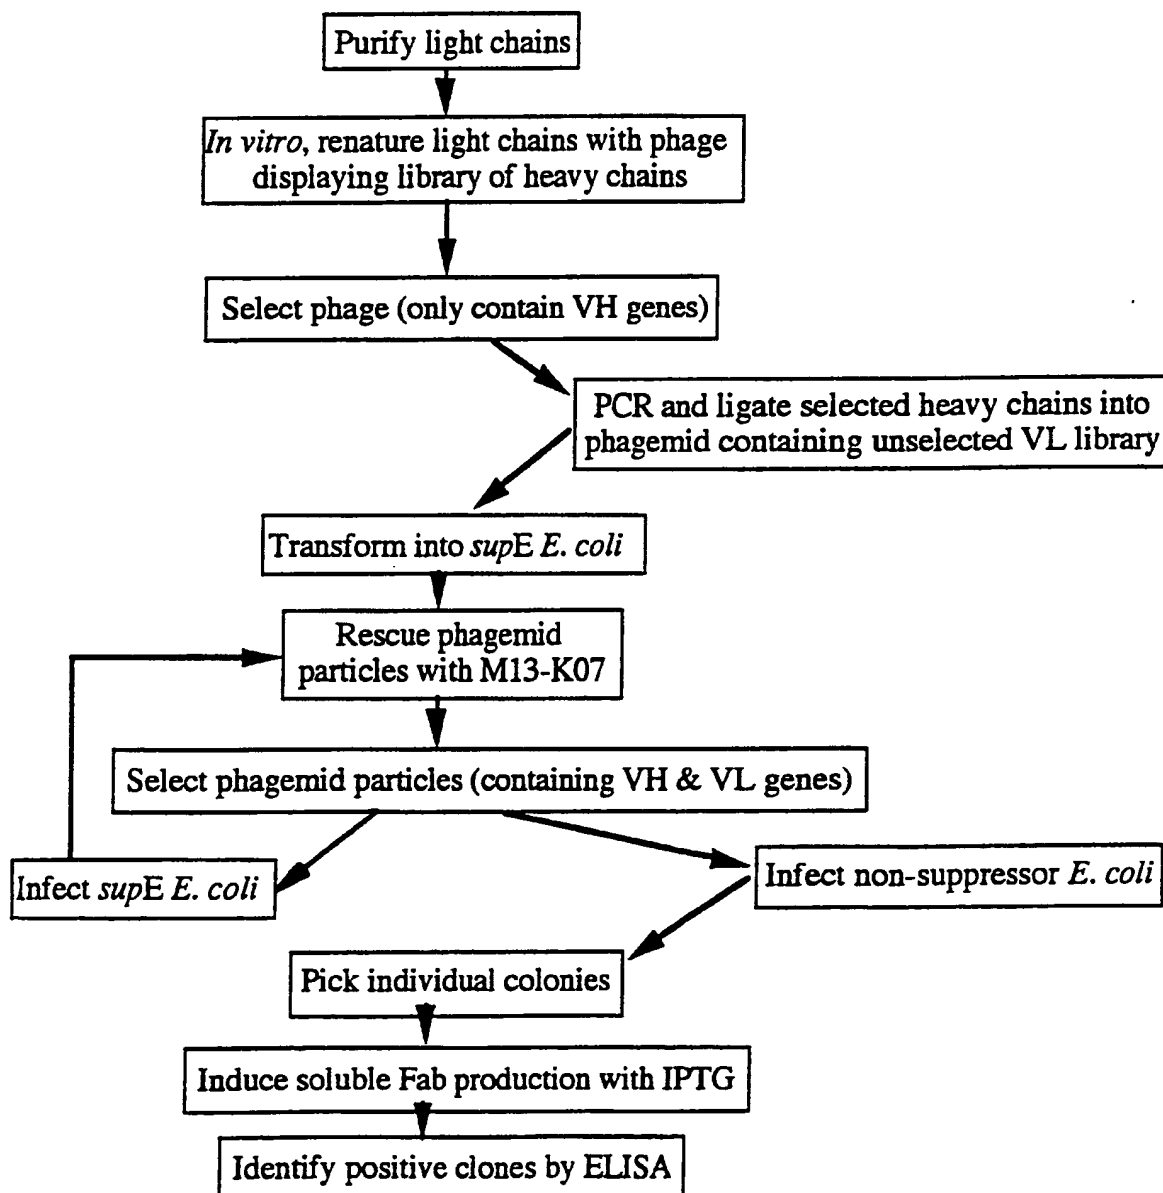 Purify light chains
In vitro, renature light chains with phage
displaying library of heavy chains
Select phage (only contain VH genes)
PCR and ligate selected heavy chains into
phagemid containing unselected VL library
Transform into supE E. coli
Rescue phagemid
particles with M13-K07
Select phagemid particles (containing VH & VL genes)
Infect supE E. coli
Infect non-suppressor E. coli
Pick individual colonies
Induce soluble Fab production with IPTG
Identify positive clones by ELISA